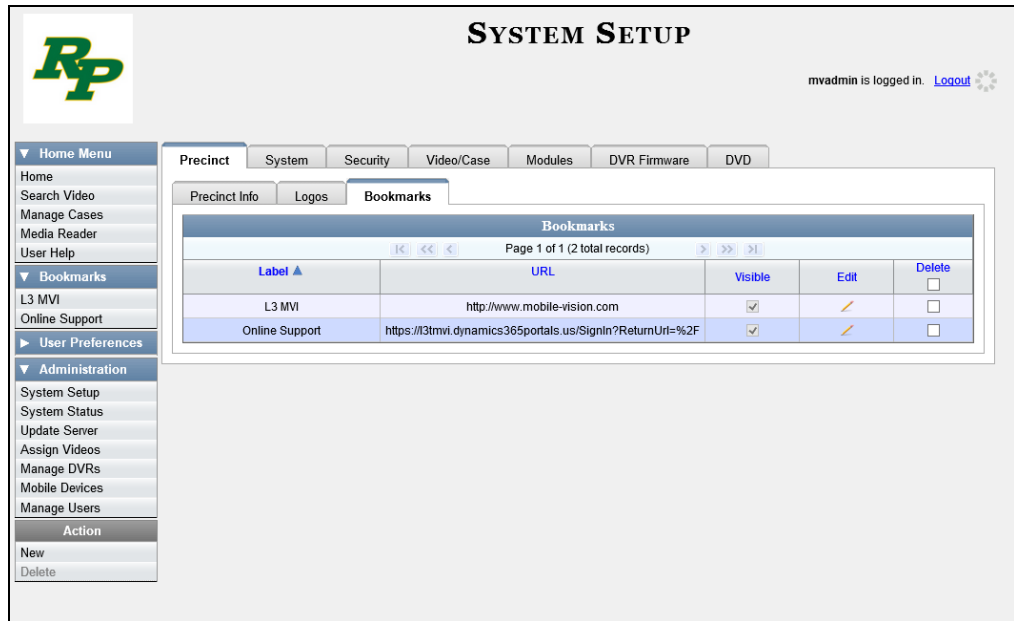 RP
SYSTEM SETUP
mvadmin is logged in. Logout
▼ Home Menu
Home
Search Video
Manage Cases
Media Reader
User Help
▼ Bookmarks
L3 MVI
Online Support
► User Preferences
▼ Administration
System Setup
System Status
Update Server
Assign Videos
Manage DVRs
Mobile Devices
Manage Users
Action
New
Delete
Precinct System Security Video/Case Modules DVR Firmware DVD
Precinct Info Logos Bookmarks
Bookmarks
Page 1 of 1 (2 total records)
Label ▲ URL Visible Edit Delete
L3 MVI http://www.mobile-vision.com
Online Support https://l3tmvi.dynamics365portals.us/SignIn?ReturnUrl=%2F